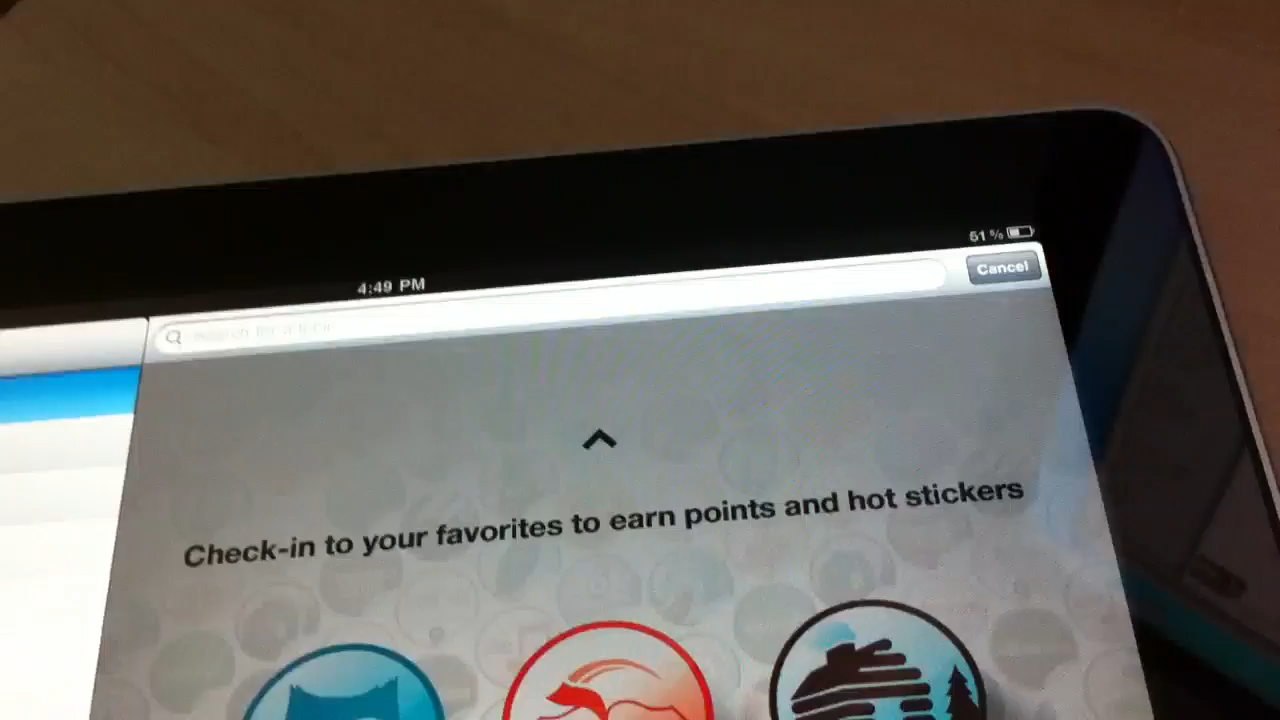 51 %
4:49 PM
Cancel
Check-in to your favorites to earn points and hot stickers